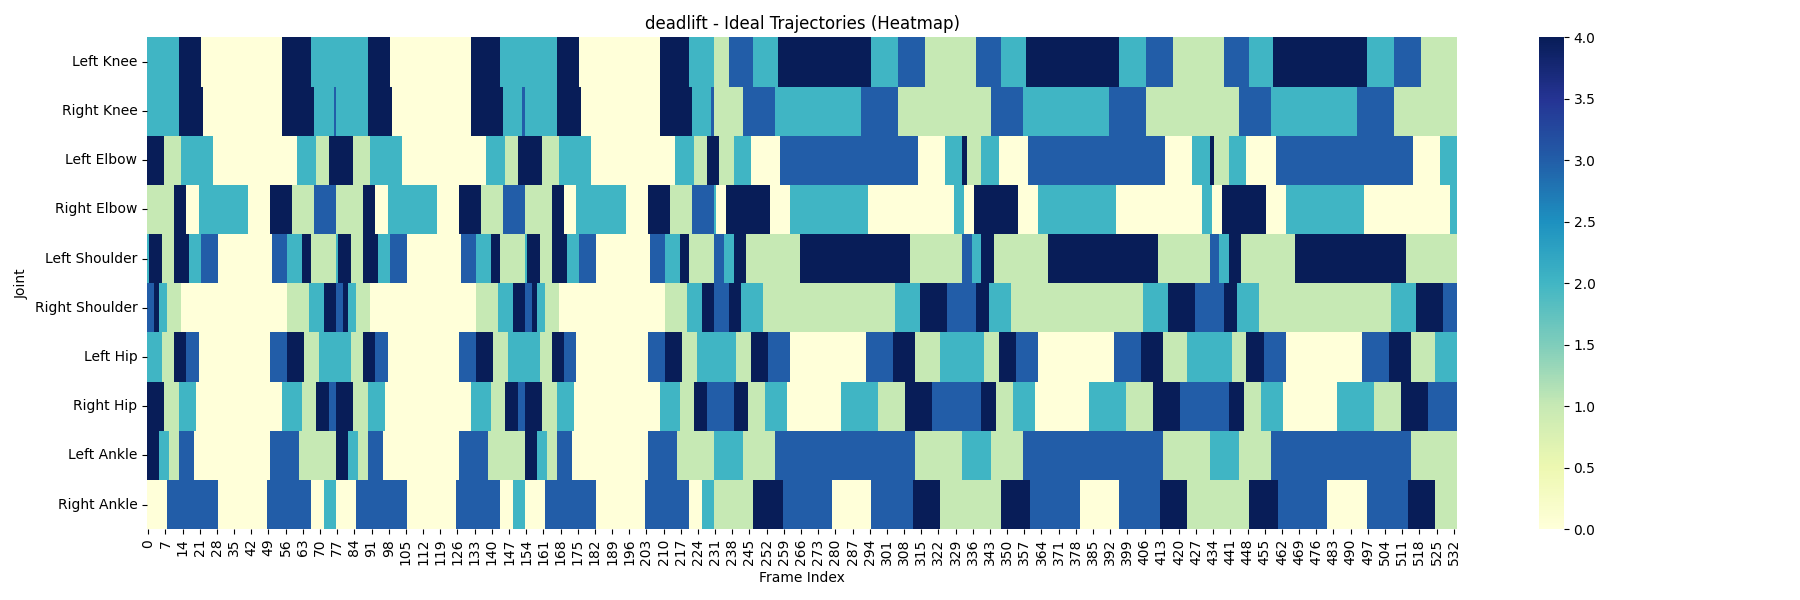 deadlift - Ideal Trajectories (Heatmap)
Joint
Left Knee
Right Knee
Left Elbow
Right Elbow
Left Shoulder
Right Shoulder
Left Hip
Right Hip
Left Ankle
Right Ankle
0 7 14 21 28 35 42 49 56 63 70 77 84 91 98 105 112 119 126 133 140 147 154 161 168 175 182 189 196 203 210 217 224 231 238 245 252 259 266 273 280 287 294 301 308 315 322 329 336 343 350 357 364 371 378 385 392 399 406 413 420 427 434 441 448 455 462 469 476 483 490 497 504 511 518 525 532
Frame Index
4.0
3.5
3.0
2.5
2.0
1.5
1.0
0.5
0.0